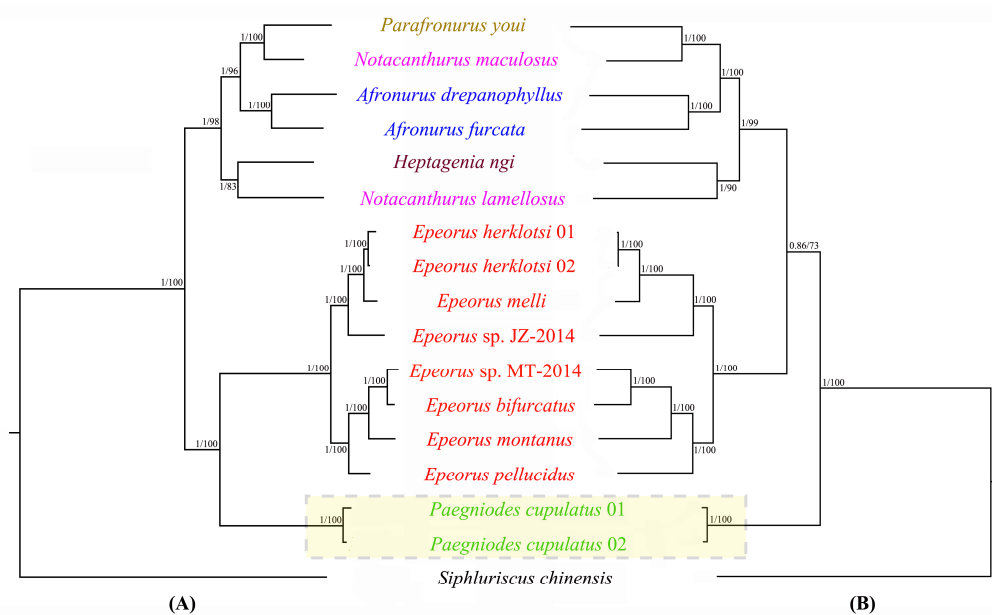 Parafronurus youi
1/100
1/100
Notacanthurus maculosus
1/96
1/100
Afronurus drepanophyllus
1/100
1/100
Afronurus furcata
1/98
1/99
Heptagenia ngi
1/83
1/90
Notacanthurus lamellosus
Epeorus herklotsi 01
1/100
1/100
0.86/73
Epeorus herklotsi 02
1/100
1/100
1/100
Epeorus melli
1/100
1/100
Epeorus sp. JZ-2014
1/100
1/100
Epeorus sp. MT-2014
1/100
1/100
1/100
Epeorus bifurcatus
1/100
1/100
Epeorus montanus
1/100
1/100
1/100
Epeorus pellucidus
Paegniodes cupulatus 01
1/100
1/100
Paegniodes cupulatus 02
Siphluriscus chinensis
(A)
(B)